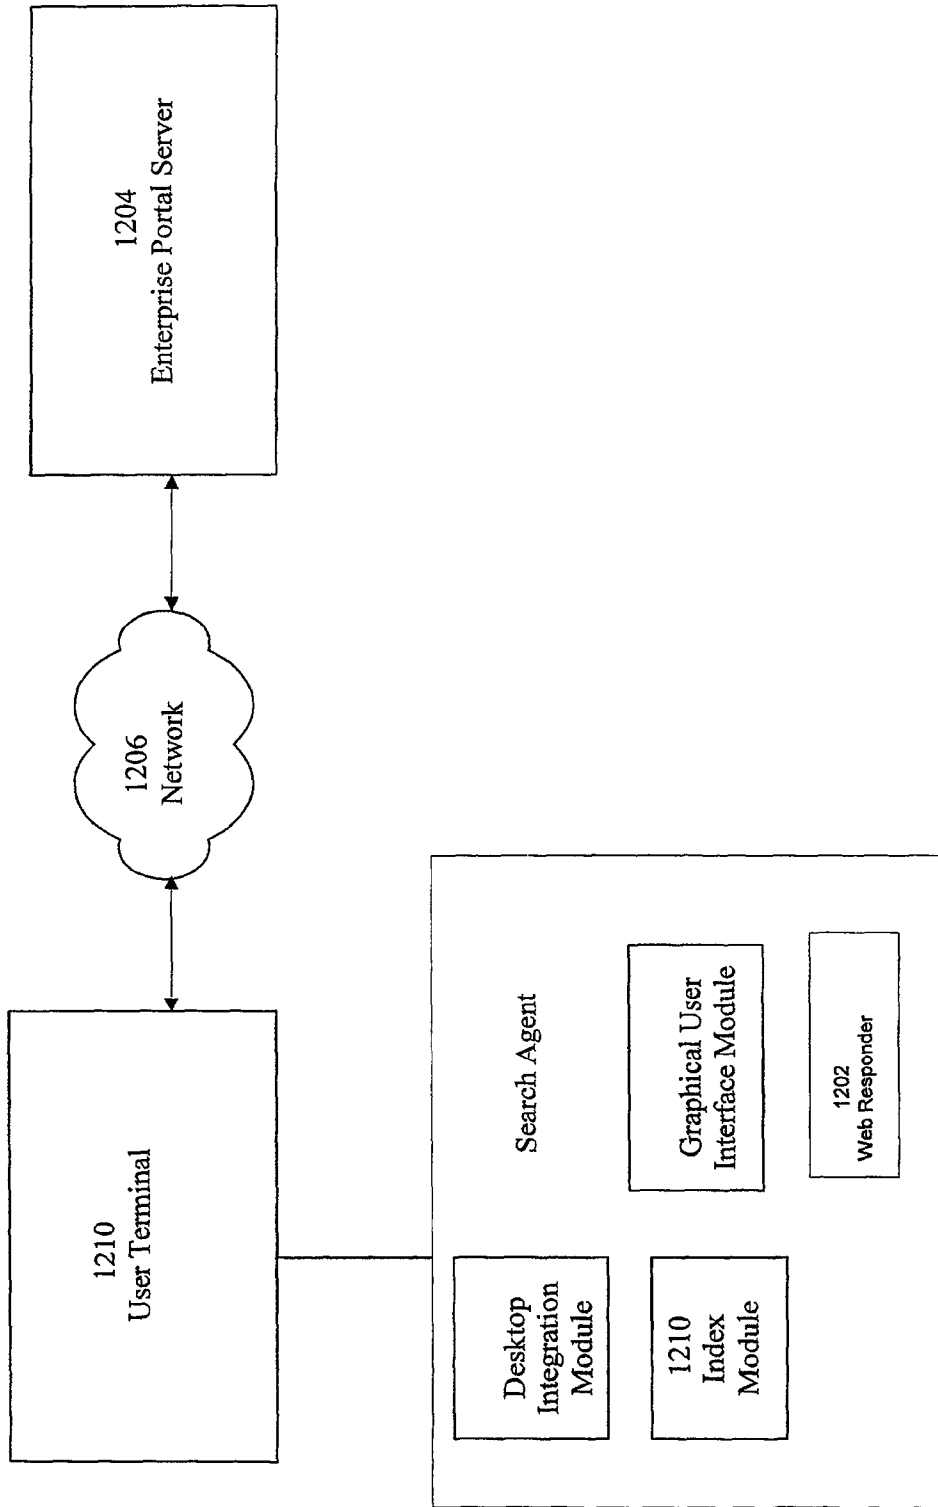 1210
User Terminal
1206
Network
1204
Enterprise Portal Server
Search Agent
Desktop
Integration
Module
Graphical User
Interface Module
1210
Index
Module
1202
Web Responder